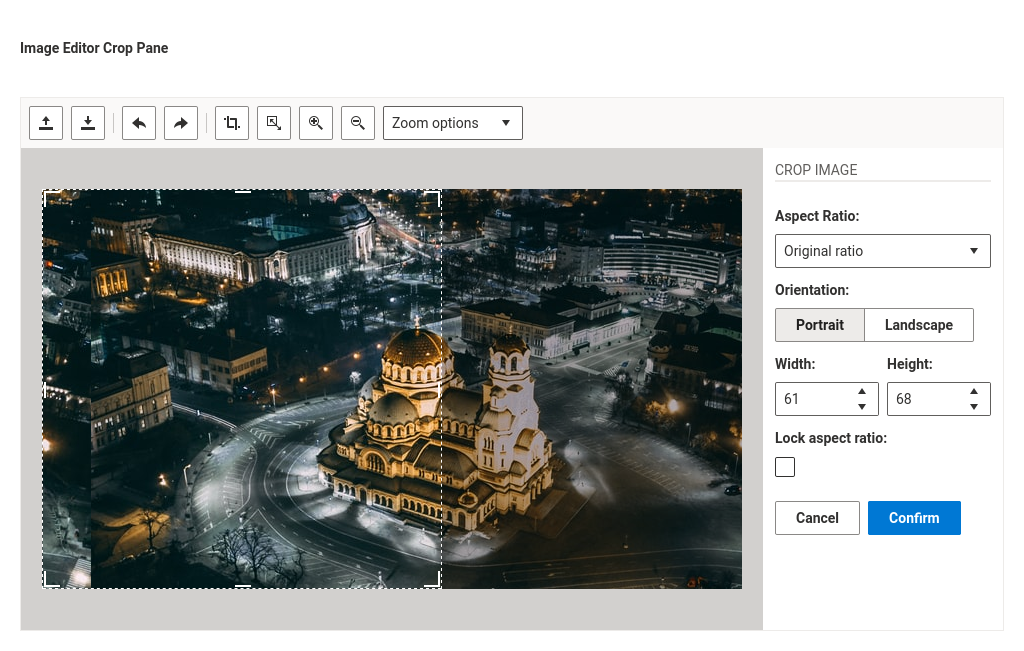 Image Editor Crop Pane
Zoom options
CROP IMAGE
Aspect Ratio:
Original ratio
Orientation:
Portrait Landscape
Width: Height:
61 68
Lock aspect ratio:
Cancel Confirm